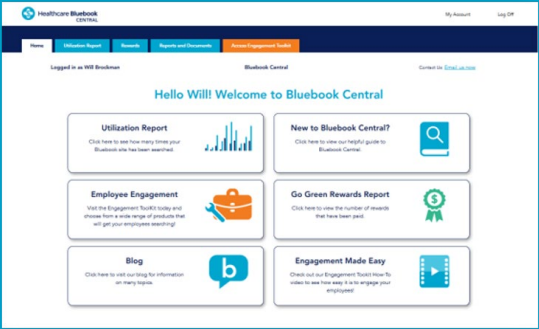 Healthcare Bluebook
CENTRAL
My Account
Log Off
Home
Utilization Report
Rewards
Reports and Documents
Access Engagement Toolkit
Logged in as Will Brockman
Bluebook Central
Contact Us: Email us now
Hello Will! Welcome to Bluebook Central
Utilization Report
Click here to see how many times your
Bluebook site has been searched.
New to Bluebook Central?
Click here to view our helpful guide to
Bluebook Central.
Employee Engagement
Visit the Engagement ToolKit today and
choose from a wide range of products that
will get your employees searching!
Go Green Rewards Report
Click here to view the number of rewards
that have been paid.
Blog
Click here to visit our blog for information
on many topics.
b
Engagement Made Easy
Check out our Engagement Toolkit How-To
video to see how easy it is to engage your
employees!